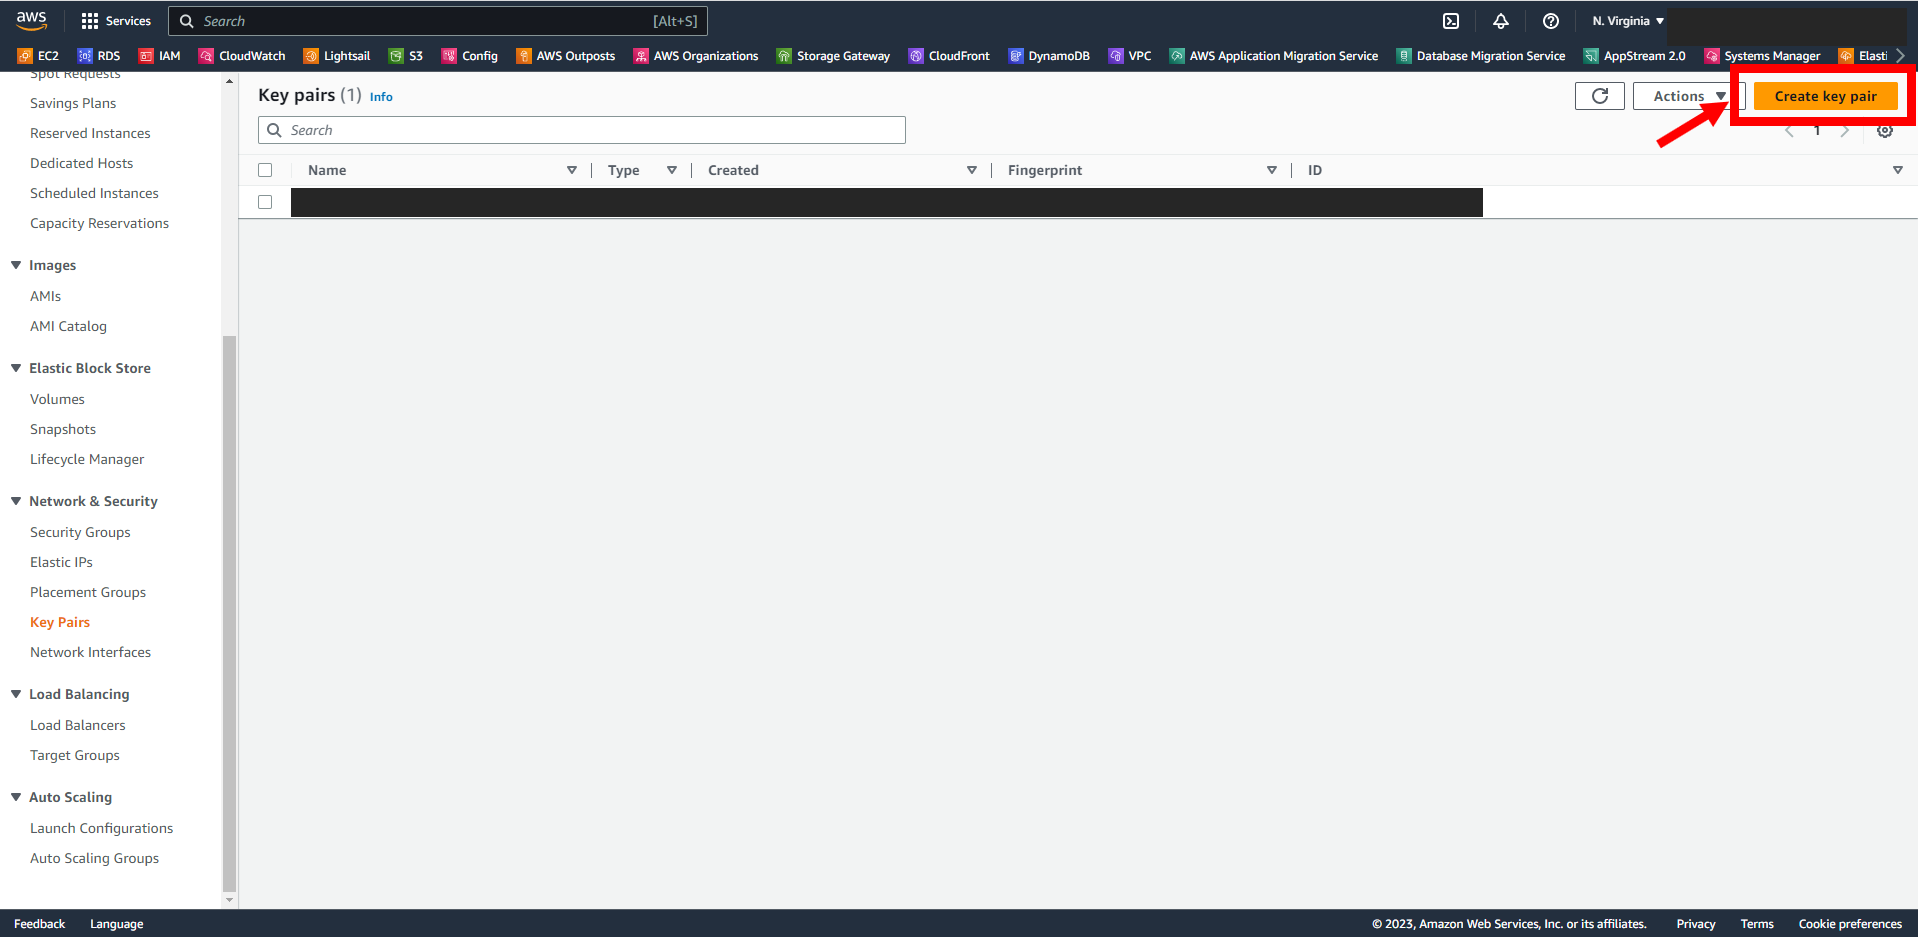 aws Services Search [Alt+S] N. Virginia
EC2 RDS IAM CloudWatch Lightsail S3 Config AWS Outposts AWS Organizations Storage Gateway CloudFront DynamoDB VPC AWS Application Migration Service Database Migration Service AppStream 2.0 Systems Manager Elasti
Spot Requests
Savings Plans
Reserved Instances
Dedicated Hosts
Scheduled Instances
Capacity Reservations
Images
AMIs
AMI Catalog
Elastic Block Store
Volumes
Snapshots
Lifecycle Manager
Network & Security
Security Groups
Elastic IPs
Placement Groups
Key Pairs
Network Interfaces
Load Balancing
Load Balancers
Target Groups
Auto Scaling
Launch Configurations
Auto Scaling Groups
Key pairs (1) Info Actions Create key pair
Search 1
Name Type Created Fingerprint ID
Feedback Language © 2023, Amazon Web Services, Inc. or its affiliates. Privacy Terms Cookie preferences